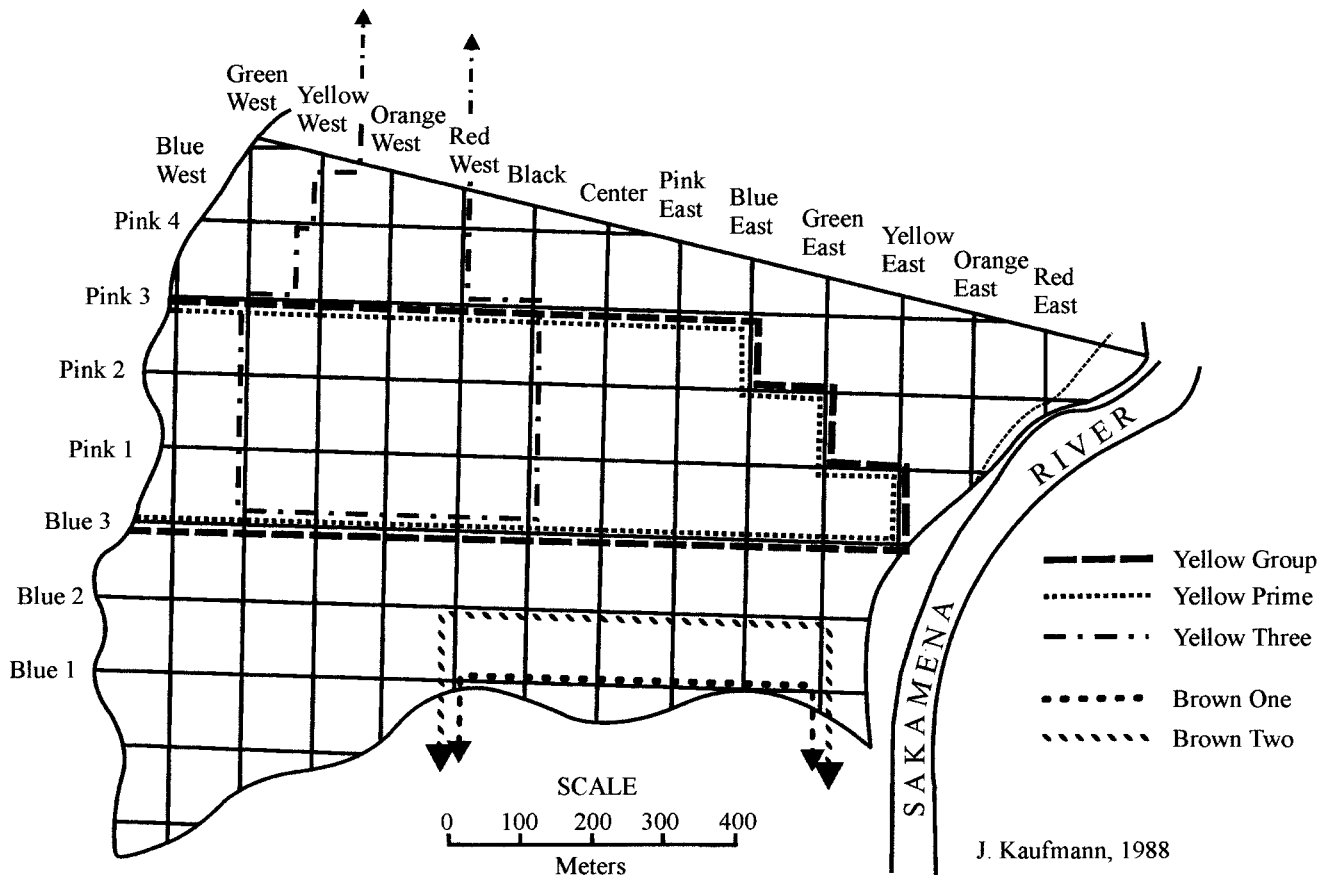 Green
West
Yellow
West
Orange
West
Red
West
Blue
West
Black
Center
Pink
East
Blue
East
Green
East
Yellow
East
Orange
East
Red
East
Pink 4
Pink 3
Pink 2
Pink 1
Blue 3
Blue 2
Blue 1
SAKAMENA
RIVER
Yellow Group
Yellow Prime
Yellow Three
Brown One
Brown Two
SCALE
0 100 200 300 400
Meters
J. Kaufmann, 1988